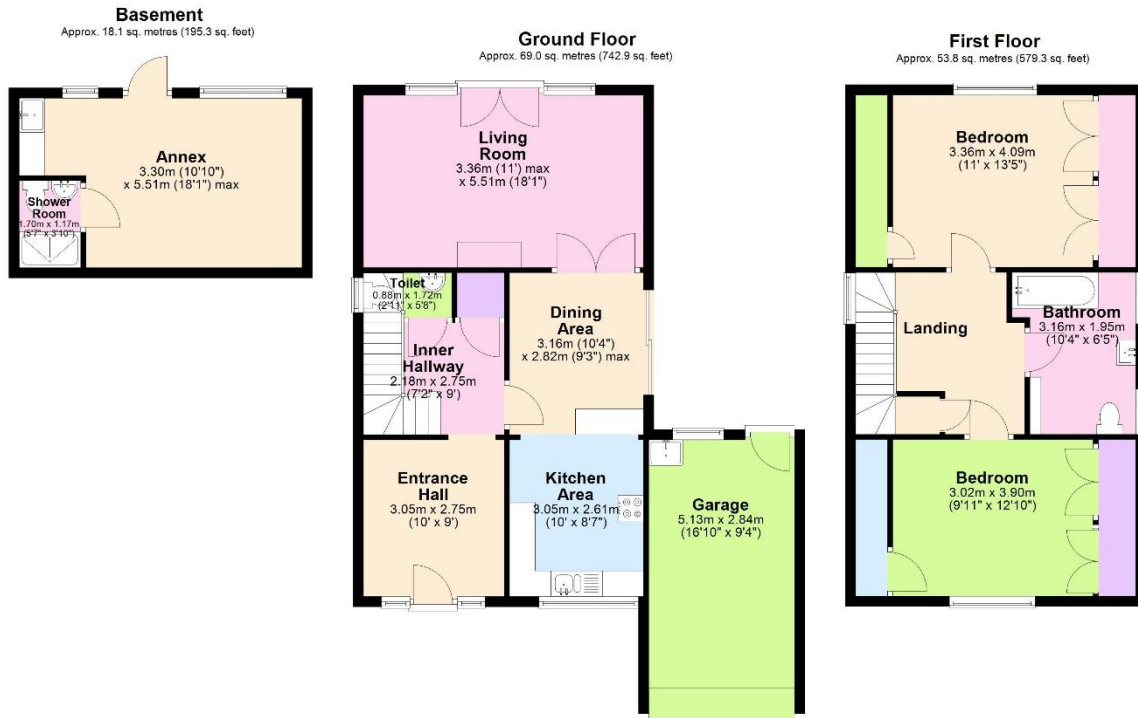 Basement
Approx. 18.1 sq. metres (195.3 sq. feet)
Annex
3.30m (10'10")
x 5.51m (18'1") max
Shower
Room
1.70m x 1.17m
(5'7" x 3'10")
Ground Floor
Approx. 69.0 sq. metres (742.9 sq. feet)
Living
Room
3.36m (11') max
x 5.51m (18'1")
Toilet
0.88m x 1.72m
(2'11" x 5'8")
Inner
Hallway
2.18m x 2.75m
(7'2" x 9')
Dining
Area
3.16m (10'4")
x 2.82m (9'3") max
Entrance
Hall
3.05m x 2.75m
(10' x 9')
Kitchen
Area
3.05m x 2.61m
(10' x 8'7")
Garage
5.13m x 2.84m
(16'10" x 9'4")
First Floor
Approx. 53.8 sq. metres (579.3 sq. feet)
Bedroom
3.36m x 4.09m
(11' x 13'5")
Landing
Bathroom
3.16m x 1.95m
(10'4" x 6'5")
Bedroom
3.02m x 3.90m
(9'11" x 12'10")